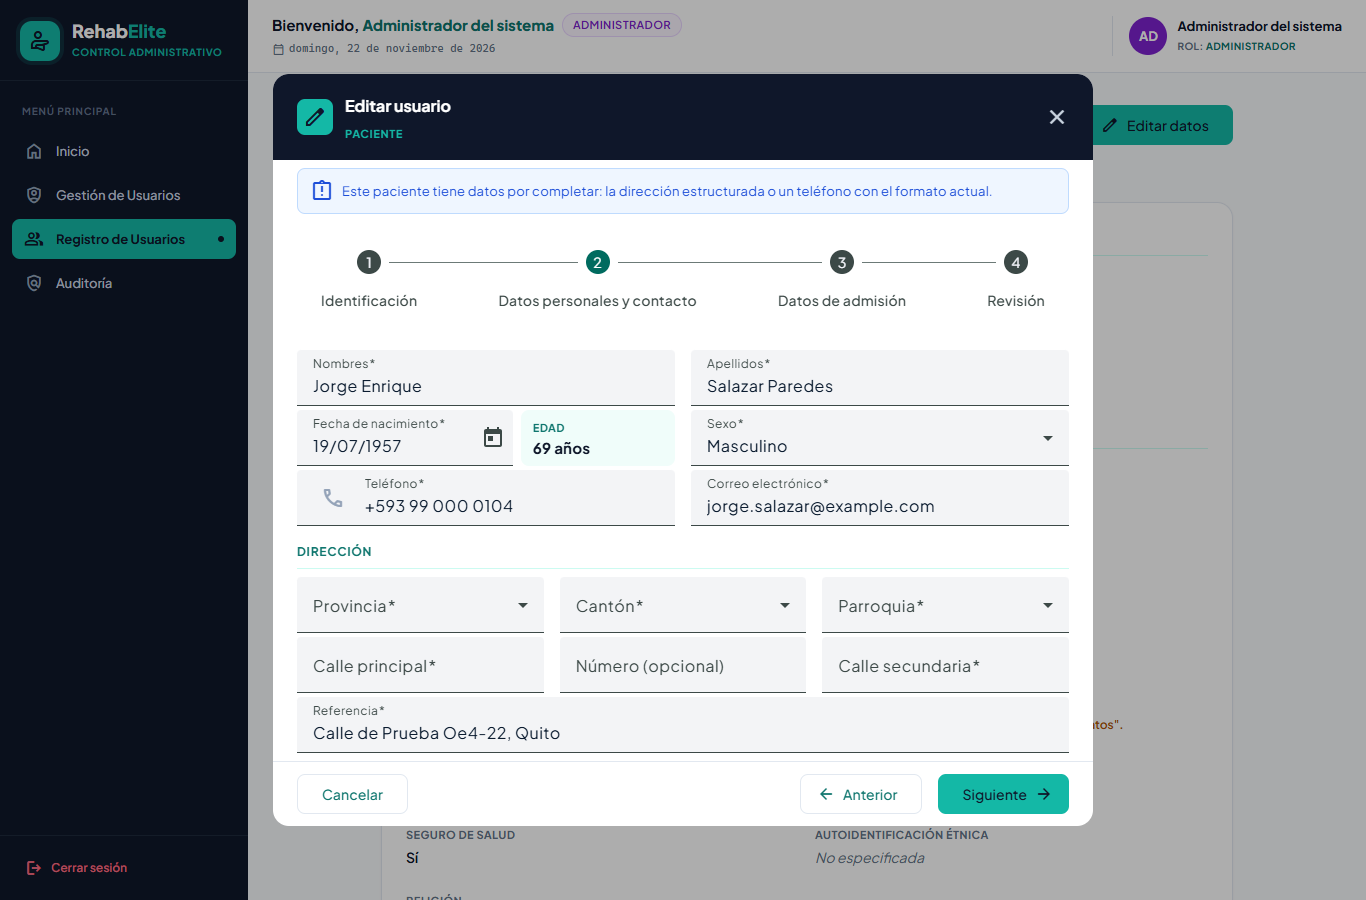 RehabElite
CONTROL ADMINISTRATIVO
MENÚ PRINCIPAL
Inicio
Gestión de Usuarios
Registro de Usuarios
Auditoría
Cerrar sesión
Bienvenido, Administrador del sistema
ADMINISTRADOR
domingo, 22 de noviembre de 2026
AD
Administrador del sistema
ROL: ADMINISTRADOR
Editar datos
Editar usuario
PACIENTE
Este paciente tiene datos por completar: la dirección estructurada o un teléfono con el formato actual.
1
Identificación
2
Datos personales y contacto
3
Datos de admisión
4
Revisión
Nombres*
Jorge Enrique
Apellidos*
Salazar Paredes
Fecha de nacimiento*
19/07/1957
EDAD
69 años
Sexo*
Masculino
Teléfono*
+593 99 000 0104
Correo electrónico*
jorge.salazar@example.com
DIRECCIÓN
Provincia*
Cantón*
Parroquia*
Calle principal*
Número (opcional)
Calle secundaria*
Referencia*
Calle de Prueba Oe4-22, Quito
Cancelar
Anterior
Siguiente
SEGURO DE SALUD
Sí
AUTOIDENTIFICACIÓN ÉTNICA
No especificada